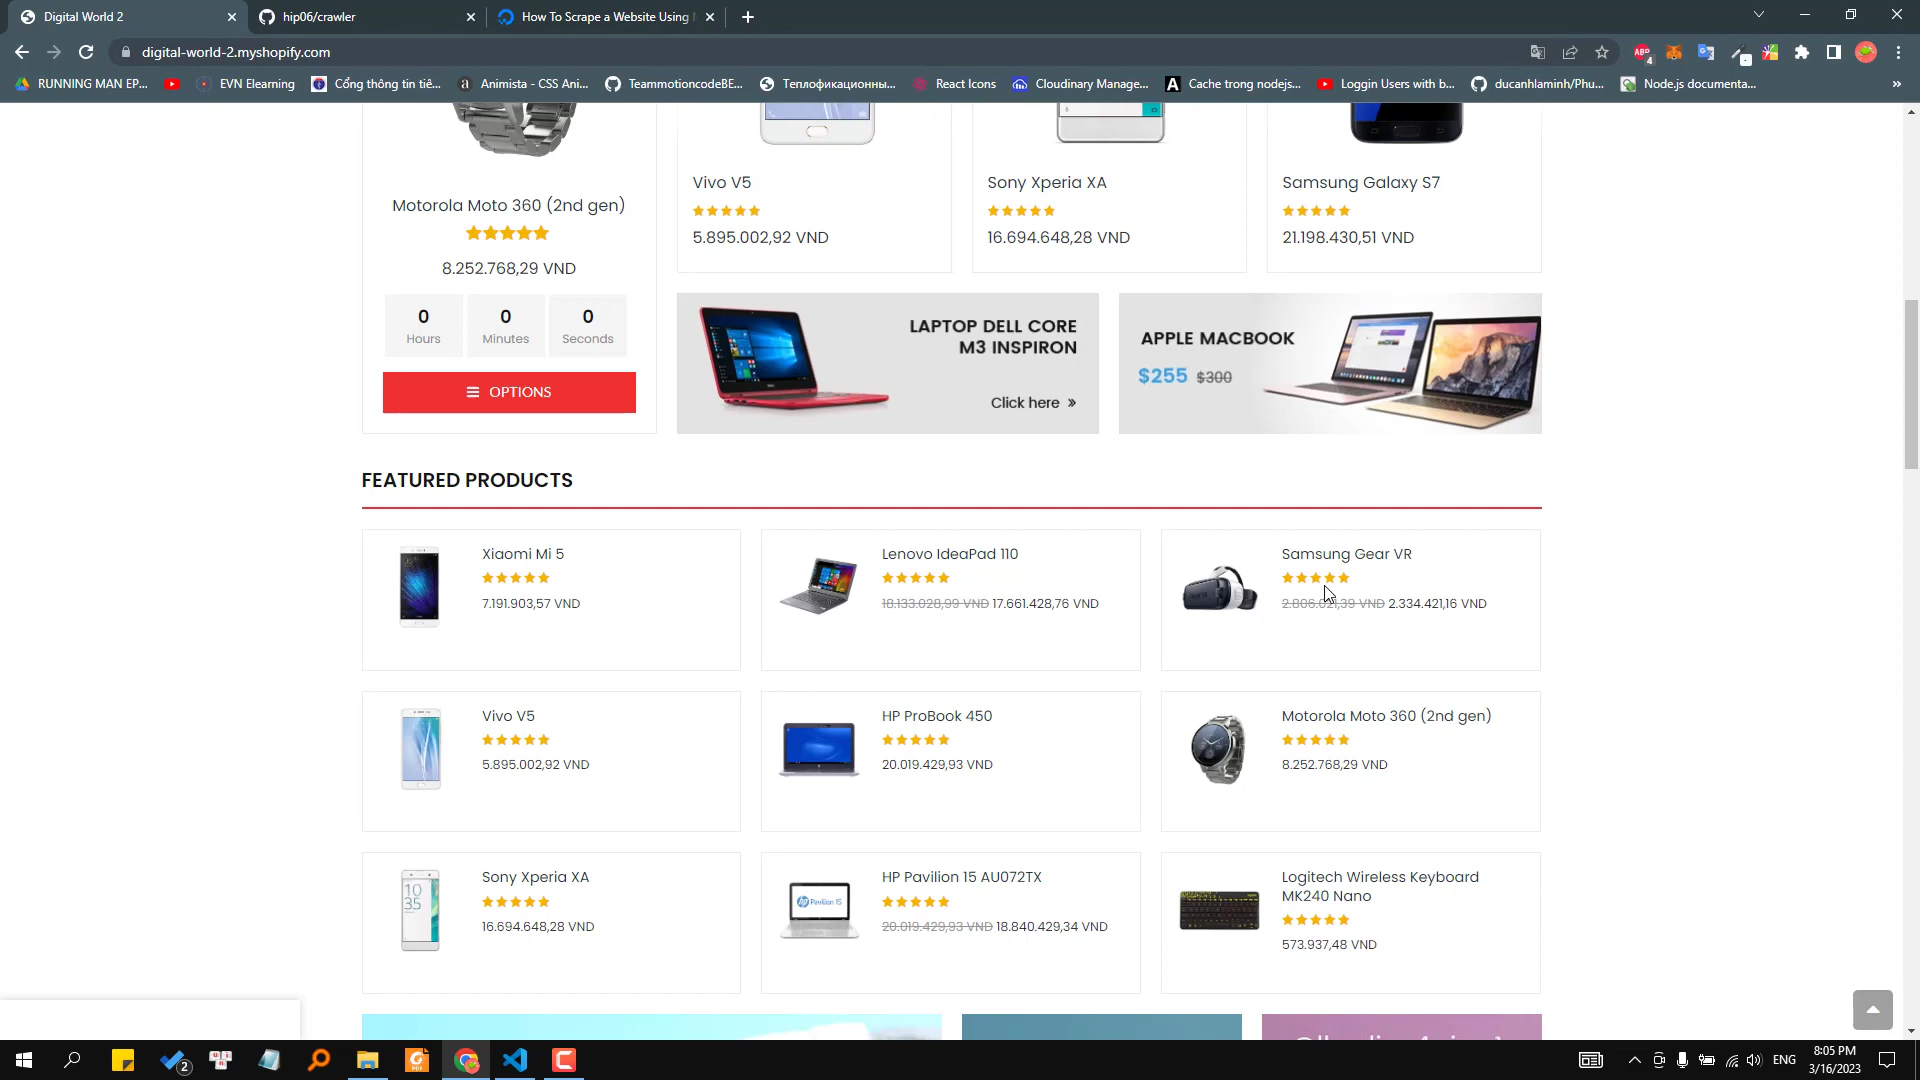 Digital World 2
hip06/crawler
How To Scrape a Website Using
digital-world-2.myshopify.com
RUNNING MAN EP...
EVN Elearning
Cổng thông tin tiê...
Animista - CSS Ani...
TeammotioncodeBE...
Теплофикационны...
React Icons
Cloudinary Manage...
Cache trong nodejs...
Loggin Users with b...
ducanhlaminh/Phu...
Node.js documenta...
Vivo V5
Sony Xperia XA
Samsung Galaxy S7
Motorola Moto 360 (2nd gen)
5.895.002,92 VND
16.694.648,28 VND
21.198.430,51 VND
8.252.768,29 VND
0
0
0
Hours
Minutes
Seconds
OPTIONS
LAPTOP DELL CORE
M3 INSPIRON
Click here »
APPLE MACBOOK
$255 $300
FEATURED PRODUCTS
Xiaomi Mi 5
7.191.903,57 VND
Lenovo IdeaPad 110
18.133.028,99 VND 17.661.428,76 VND
Samsung Gear VR
2.806.021,39 VND 2.334.421,16 VND
Vivo V5
5.895.002,92 VND
HP ProBook 450
20.019.429,93 VND
Motorola Moto 360 (2nd gen)
8.252.768,29 VND
Sony Xperia XA
16.694.648,28 VND
HP Pavilion 15 AU072TX
20.019.429,93 VND 18.840.429,34 VND
Logitech Wireless Keyboard
MK240 Nano
573.937,48 VND
ENG
8:05 PM
3/16/2023